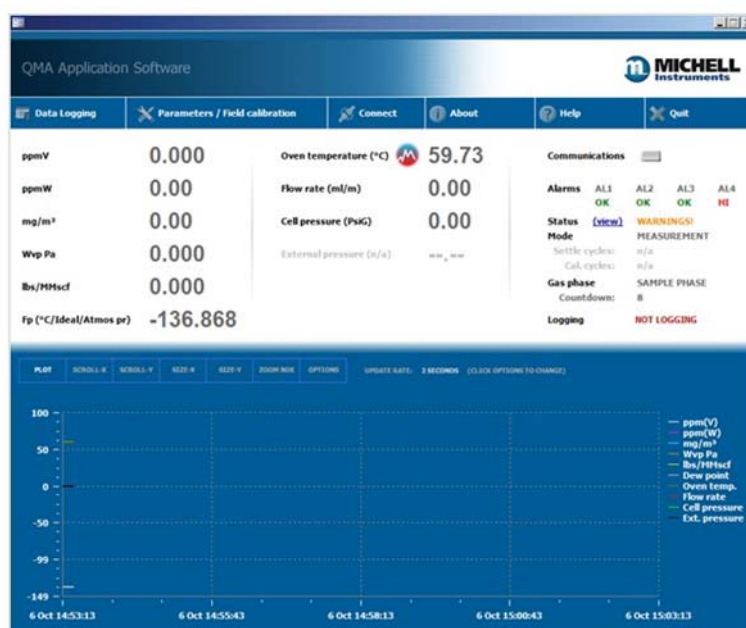 QMA Application Software
MICHELL
Instruments
Data Logging Parameters / Field calibration Connect About Help Quit
ppmV 0.000 Oven temperature (°C) 59.73 Communications
ppmW 0.00 Flow rate (ml/m) 0.00 Alarms AL1 AL2 AL3 AL4
OK OK OK HI
mg/m³ 0.00 Cell pressure (PsiG) 0.00 Status (view) WARNINGS!
Mode MEASUREMENT
Wvp Pa 0.000 External pressure (n/a) --.-- Settle cycles: n/a
Cal. cycles: n/a
lbs/MMscf 0.000 Gas phase SAMPLE PHASE
Countdown: 8
Fp (°C/Ideal/Atmos pr) -136.868 Logging NOT LOGGING
PLOT SCROLL-X SCROLL-Y SIZE-X SIZE-Y ZOOM BOX OPTIONS UPDATE RATE: 2 SECONDS (CLICK OPTIONS TO CHANGE)
100
50
0
-50
-99
-149
ppm(V)
ppm(W)
mg/m³
Wvp Pa
lbs/MMscf
Dew point
Oven temp.
Flow rate
Cell pressure
Ext. pressure
6 Oct 14:53:13 6 Oct 14:55:43 6 Oct 14:58:13 6 Oct 15:00:43 6 Oct 15:03:13